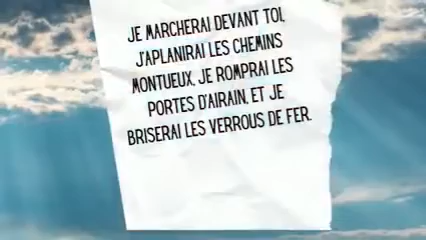 JE MARCHERAI DEVANT TOI,
J'APLANIRAI LES CHEMINS
MONTUEUX, JE ROMPRAI LES
PORTES D'AIRAIN, ET JE
BRISERAI LES VERROUS DE FER.